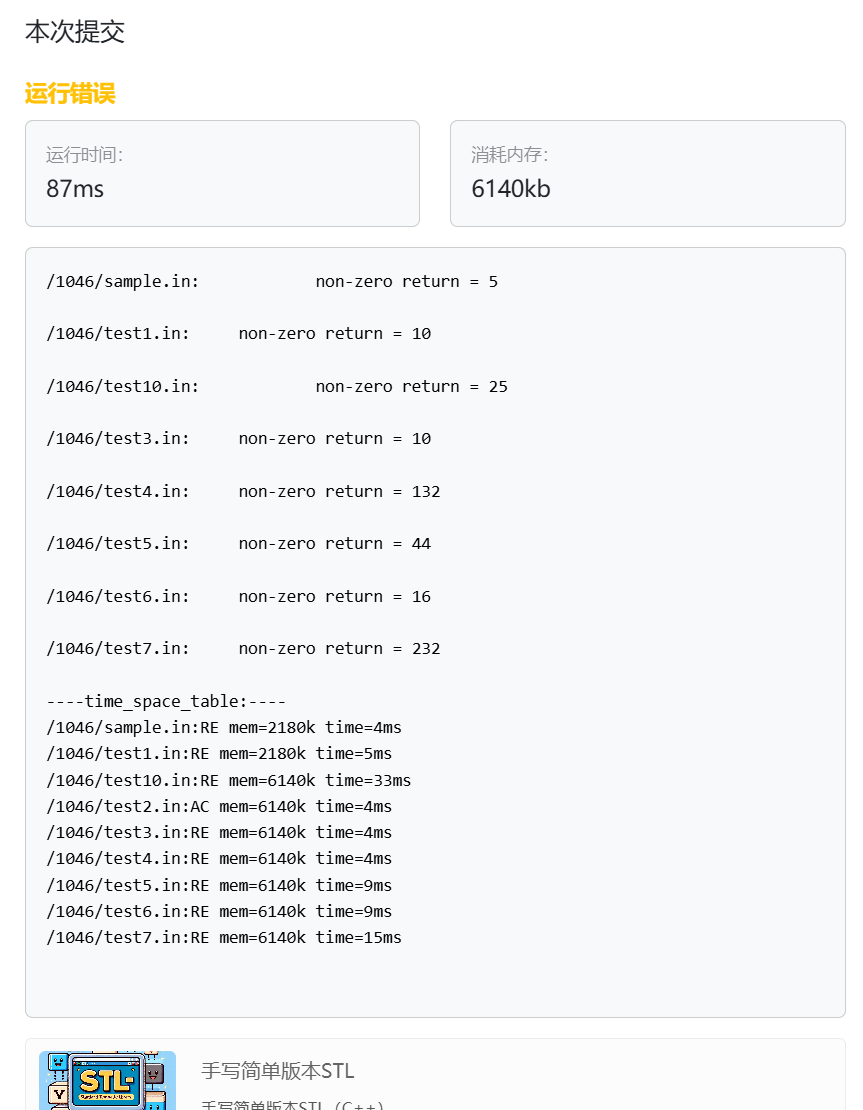 本次提交
运行错误
运行时间：
87ms
消耗内存：
6140kb
/1046/sample.in: non-zero return = 5
/1046/test1.in: non-zero return = 10
/1046/test10.in: non-zero return = 25
/1046/test3.in: non-zero return = 10
/1046/test4.in: non-zero return = 132
/1046/test5.in: non-zero return = 44
/1046/test6.in: non-zero return = 16
/1046/test7.in: non-zero return = 232
----time_space_table:----
/1046/sample.in:RE mem=2180k time=4ms
/1046/test1.in:RE mem=2180k time=5ms
/1046/test10.in:RE mem=6140k time=33ms
/1046/test2.in:AC mem=6140k time=4ms
/1046/test3.in:RE mem=6140k time=4ms
/1046/test4.in:RE mem=6140k time=4ms
/1046/test5.in:RE mem=6140k time=9ms
/1046/test6.in:RE mem=6140k time=9ms
/1046/test7.in:RE mem=6140k time=15ms
STL-
Y
手写简单版本STL
手写简单版本STL（C++）